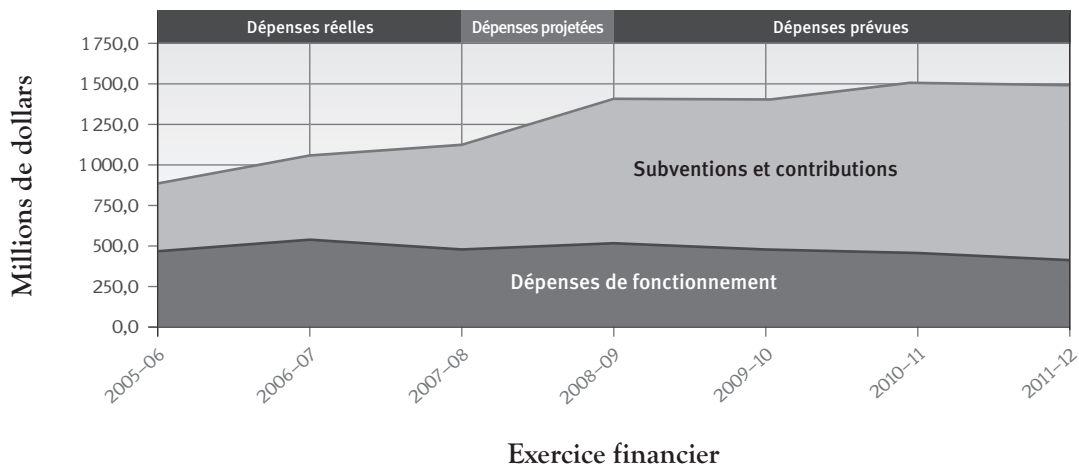 Dépenses réelles
Dépenses projetées
Dépenses prévues
Millions de dollars
1 750,0
1 500,0
1 250,0
1 000,0
750,0
500,0
250,0
0,0
Subventions et contributions
Dépenses de fonctionnement
2005–06
2006–07
2007–08
2008–09
2009–10
2010–11
2011–12
Exercice financier